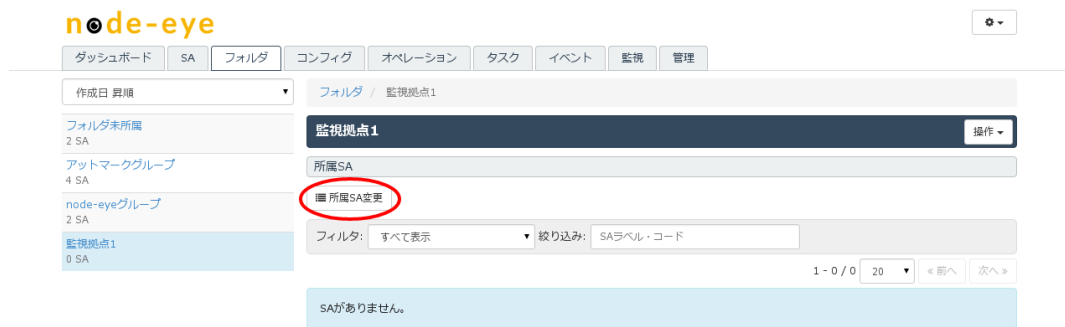 node-eye
ダッシュボード SA フォルダ コンフィグ オペレーション タスク イベント 監視 管理
作成日 昇順
フォルダ未所属
2 SA
アットマークグループ
4 SA
node-eyeグループ
2 SA
監視拠点1
0 SA
フォルダ / 監視拠点1
監視拠点1 操作
所属SA
所属SA変更
フィルタ: すべて表示 絞り込み: SAラベル・コード
1 - 0 / 0 20 «前へ 次へ»
SAがありません。